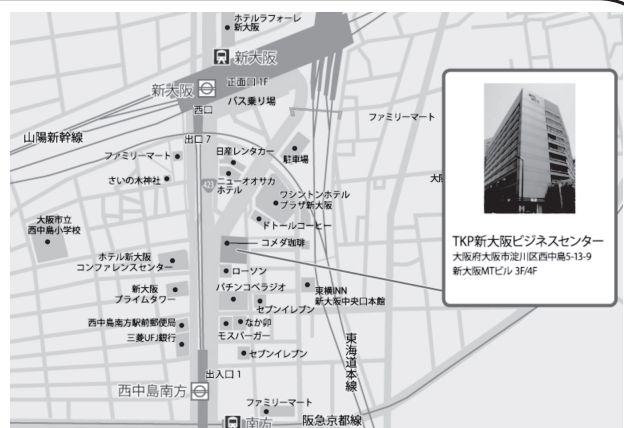 ホテルラフォーレ
新大阪
新大阪
正面口 1F
新大阪
バス乗り場
西口
ファミリーマート
山陽新幹線
出口 7
日産レンタカー
駐車場
ファミリーマート
さいの木神社
ニューオオサカ
ホテル
ワシントンホテル
プラザ新大阪
大阪市立
西中島小学校
ドトールコーヒー
コメダ珈琲
ホテル新大阪
コンファレンスセンター
ローソン
新大阪
プライムタワー
パチンコベラジオ
東横INN
新大阪中央口本館
セブンイレブン
西中島南方駅前郵便局
なか卯
モスバーガー
三菱UFJ銀行
東海道本線
セブンイレブン
出入口 1
西中島南方
ファミリーマート
南方
阪急京都線
TKP新大阪ビジネスセンター
大阪府大阪市淀川区西中島5-13-9
新大阪MTビル 3F/4F